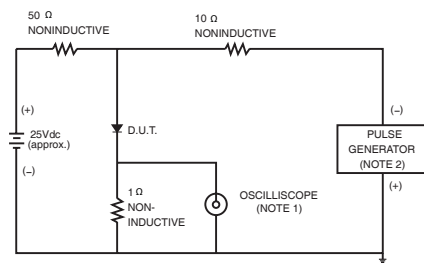 50 Ω
NONINDUCTIVE
10 Ω
NONINDUCTIVE
(+)
25Vdc
(approx.)
(−)
D.U.T.
1 Ω
NON-
INDUCTIVE
OSCILLISCOPE
(NOTE 1)
(−)
PULSE
GENERATOR
(NOTE 2)
(+)